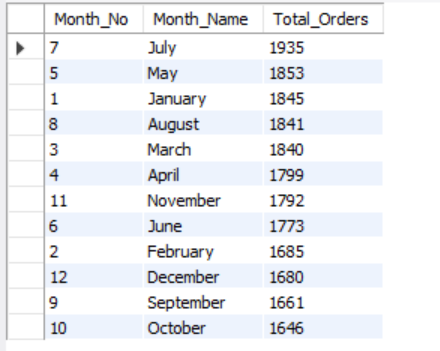 Month_No Month_Name Total_Orders
7 July 1935
5 May 1853
1 January 1845
8 August 1841
3 March 1840
4 April 1799
11 November 1792
6 June 1773
2 February 1685
12 December 1680
9 September 1661
10 October 1646